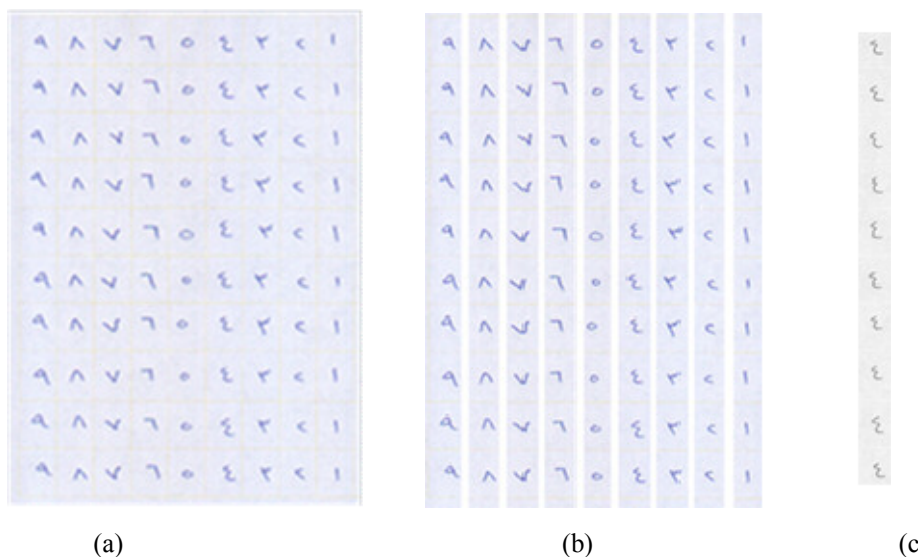 ١ ٢ ٣ ٤ ٥ ٦ ٧ ٨ ٩
١ ٢ ٣ ٤ ٥ ٦ ٧ ٨ ٩
١ ٢ ٣ ٤ ٥ ٦ ٧ ٨ ٩
١ ٢ ٣ ٤ ٥ ٦ ٧ ٨ ٩
١ ٢ ٣ ٤ ٥ ٦ ٧ ٨ ٩
١ ٢ ٣ ٤ ٥ ٦ ٧ ٨ ٩
١ ٢ ٣ ٤ ٥ ٦ ٧ ٨ ٩
١ ٢ ٣ ٤ ٥ ٦ ٧ ٨ ٩
١ ٢ ٣ ٤ ٥ ٦ ٧ ٨ ٩
١ ٢ ٣ ٤ ٥ ٦ ٧ ٨ ٩
(a)
١ ٢ ٣ ٤ ٥ ٦ ٧ ٨ ٩
١ ٢ ٣ ٤ ٥ ٦ ٧ ٨ ٩
١ ٢ ٣ ٤ ٥ ٦ ٧ ٨ ٩
١ ٢ ٣ ٤ ٥ ٦ ٧ ٨ ٩
١ ٢ ٣ ٤ ٥ ٦ ٧ ٨ ٩
١ ٢ ٣ ٤ ٥ ٦ ٧ ٨ ٩
١ ٢ ٣ ٤ ٥ ٦ ٧ ٨ ٩
١ ٢ ٣ ٤ ٥ ٦ ٧ ٨ ٩
١ ٢ ٣ ٤ ٥ ٦ ٧ ٨ ٩
١ ٢ ٣ ٤ ٥ ٦ ٧ ٨ ٩
(b)
٤
٤
٤
٤
٤
٤
٤
٤
٤
٤
(c